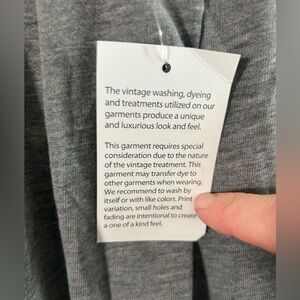 The vintage washing, dyeing
and treatments utilized on our
garments produce a unique
and luxurious look and feel.
This garment requires special
consideration due to the nature
of the vintage treatment. This
garment may transfer dye to
other garments when wearing.
We recommend to wash by
itself or with like colors. Print
variation, small holes and
fading are intentional to create
a one of a kind feel.